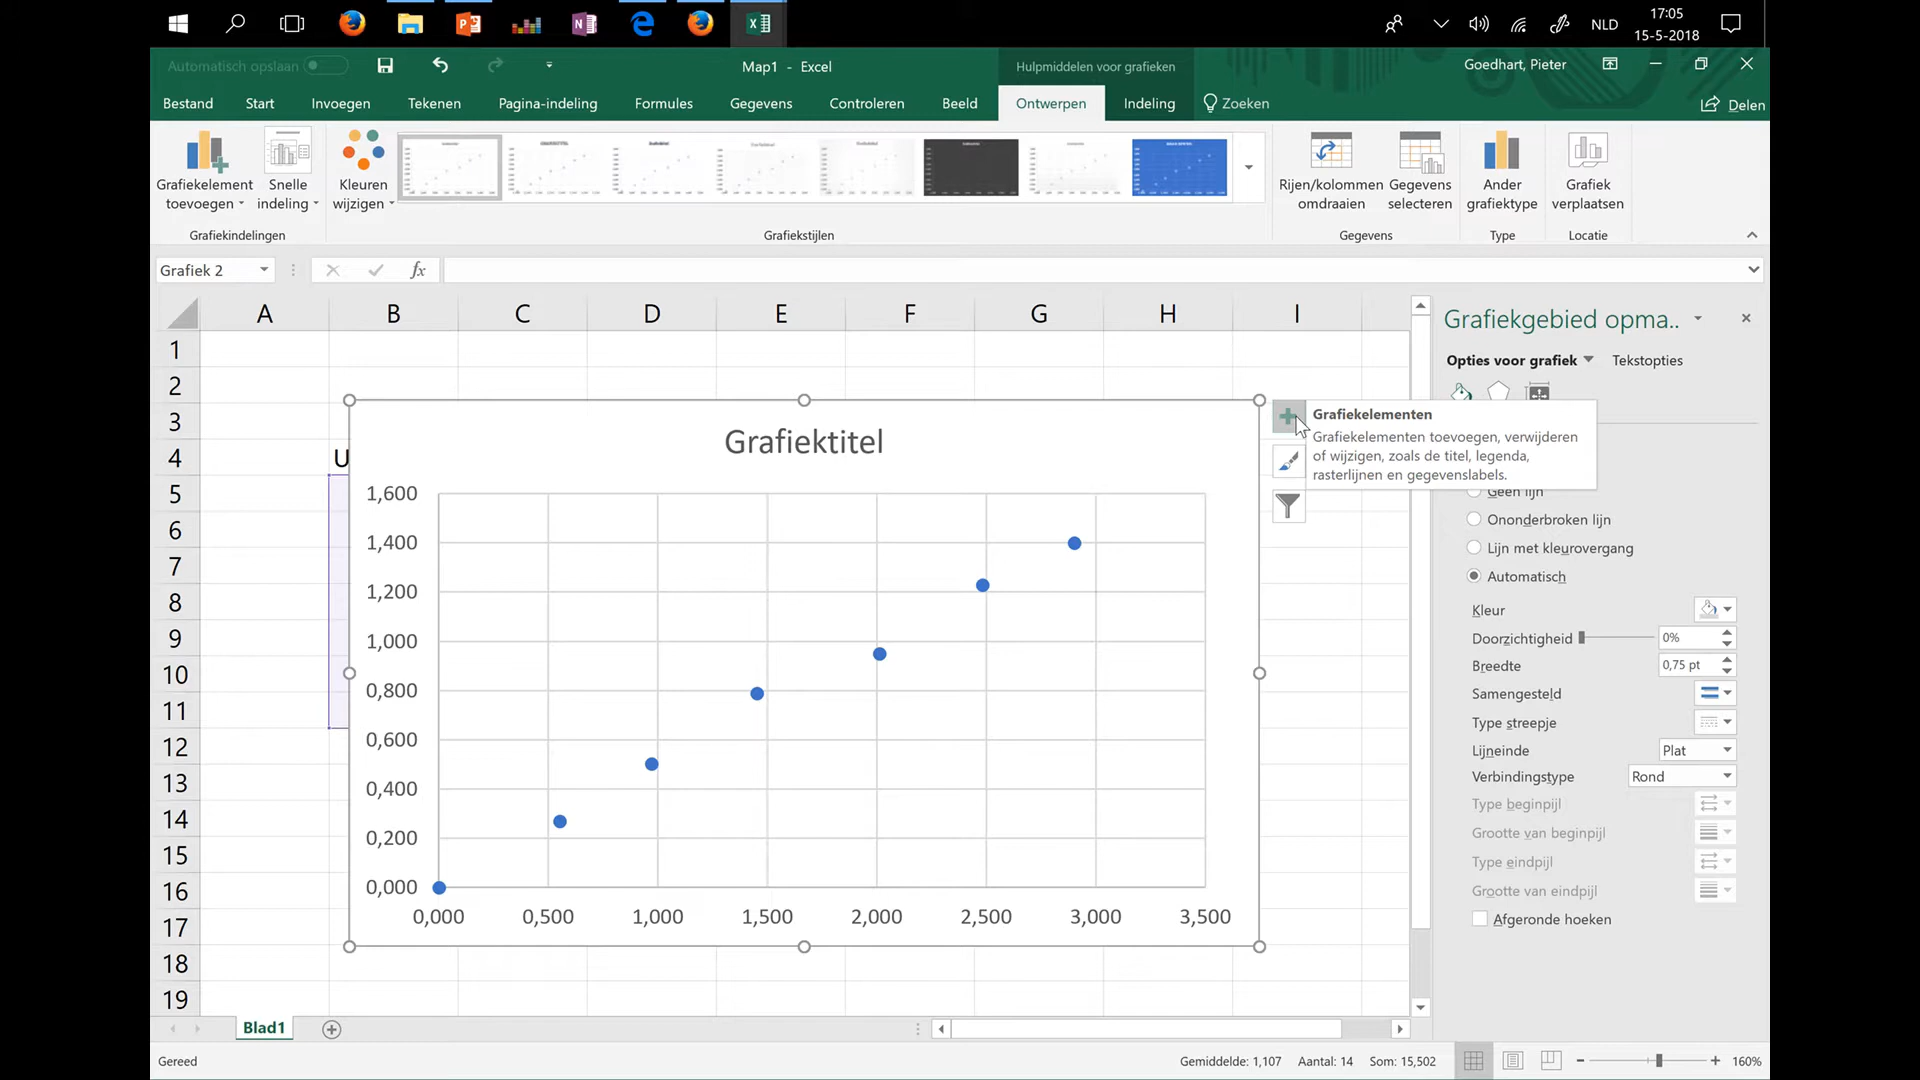 NLD
17:05
15-5-2018
Automatisch opslaan
Map1 - Excel
Hulpmiddelen voor grafieken
Goedhart, Pieter
Bestand
Start
Invoegen
Tekenen
Pagina-indeling
Formules
Gegevens
Controleren
Beeld
Ontwerpen
Indeling
Zoeken
Delen
Grafiekelement
toevoegen
Snelle
indeling
Kleuren
wijzigen
Rijen/kolommen
omdraaien
Gegevens
selecteren
Ander
grafiektype
Grafiek
verplaatsen
Grafiekindelingen
Grafiekstijlen
Gegevens
Type
Locatie
Grafiek 2
fx
A B C D E F G H I
1
2
3
4
5
6
7
8
9
10
11
12
13
14
15
16
17
18
19
U
Grafiektitel
1,600
1,400
1,200
1,000
0,800
0,600
0,400
0,200
0,000
0,000 0,500 1,000 1,500 2,000 2,500 3,000 3,500
Grafiekgebied opma..
Opties voor grafiek
Tekstopties
Grafiekelementen
Grafiekelementen toevoegen, verwijderen
of wijzigen, zoals de titel, legenda,
rasterlijnen en gegevenslabels.
Geen lijn
Ononderbroken lijn
Lijn met kleurovergang
Automatisch
Kleur
Doorzichtigheid 0%
Breedte 0,75 pt
Samengesteld
Type streepje
Lijneinde Plat
Verbindingstype Rond
Type beginpijl
Grootte van beginpijl
Type eindpijl
Grootte van eindpijl
Afgeronde hoeken
Blad1
Gereed
Gemiddelde: 1,107
Aantal: 14
Som: 15,502
160%